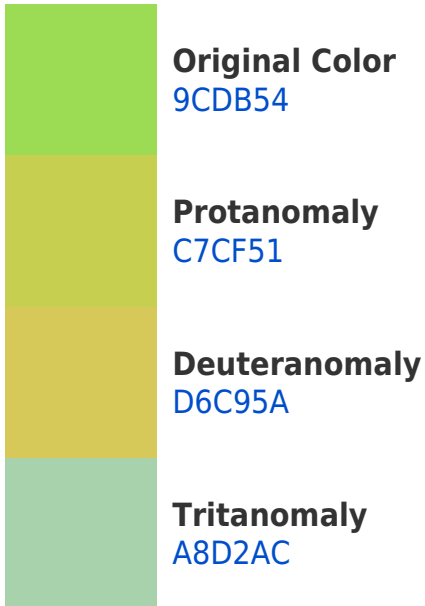 Original Color
9CDB54
Protanomaly
C7CF51
Deuteranomaly
D6C95A
Tritanomaly
A8D2AC